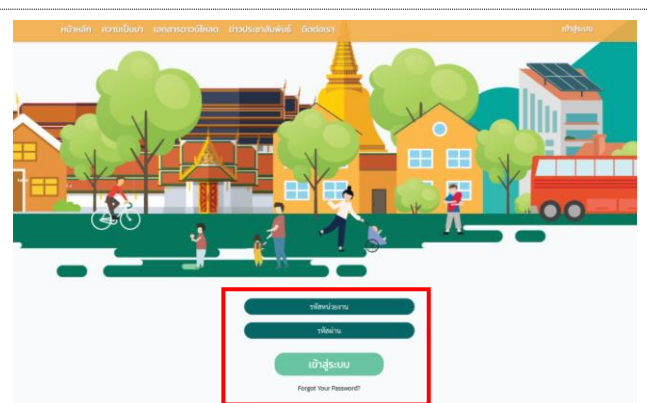 หน้าหลัก ความเป็นมา เอกสารดาวน์โหลด ข่าวประชาสัมพันธ์ ติดต่อเรา เข้าสู่ระบบ
รหัสหน่วยงาน
รหัสผ่าน
เข้าสู่ระบบ
Forgot Your Password?